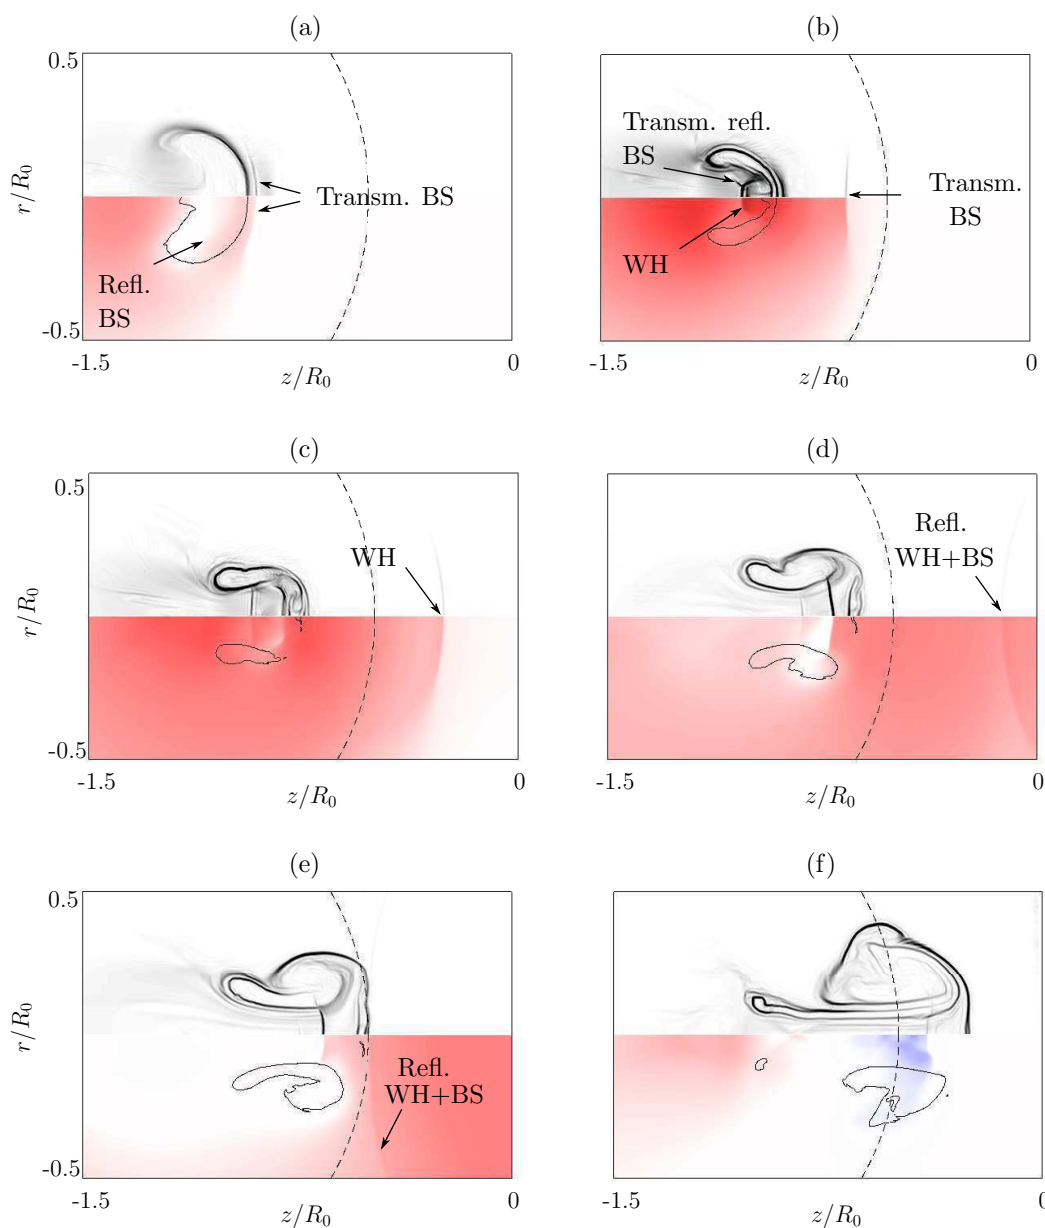 (a)
(b)
0.5
r/R0
Transm. BS
Refl.
BS
-0.5
-1.5
z/R0
0
Transm. refl.
BS
WH
Transm.
BS
-1.5
z/R0
0
(c)
(d)
0.5
r/R0
WH
-0.5
-1.5
z/R0
0
Refl.
WH+BS
-1.5
z/R0
0
(e)
(f)
0.5
r/R0
Refl.
WH+BS
-0.5
-1.5
z/R0
0
-1.5
z/R0
0